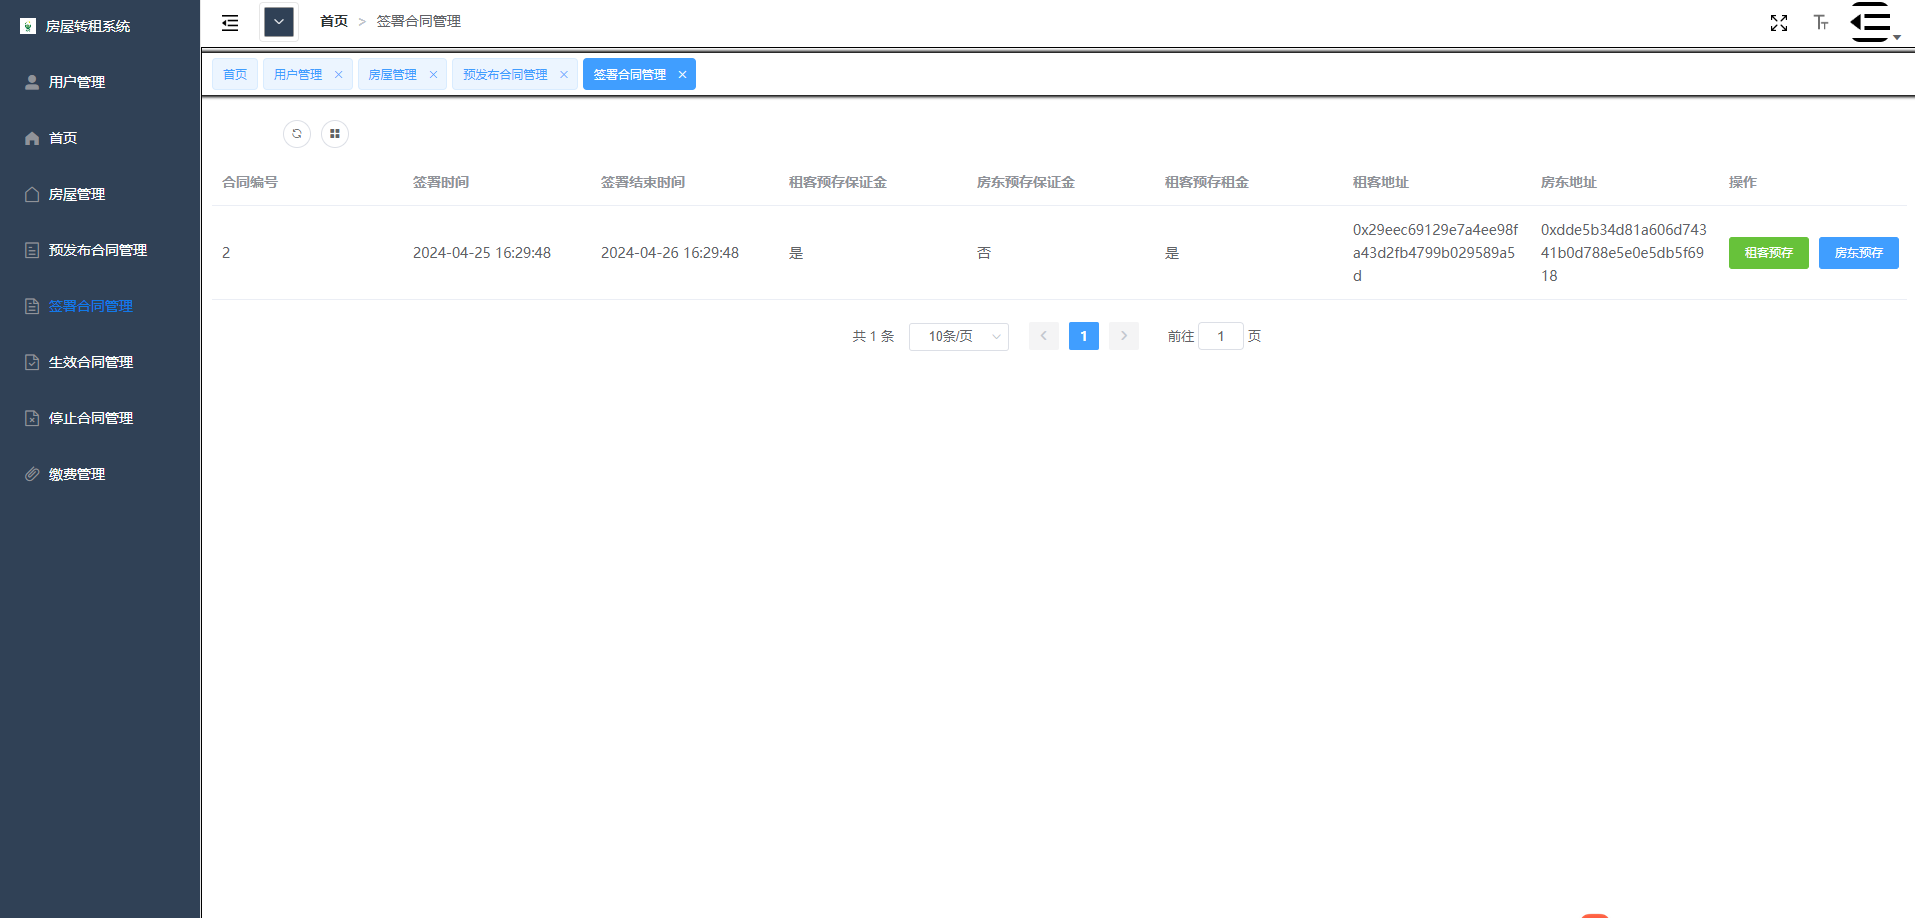 房屋转租系统
用户管理
首页
房屋管理
预发布合同管理
签署合同管理
生效合同管理
停止合同管理
缴费管理
首页 > 签署合同管理
首页 用户管理 房屋管理 预发布合同管理 签署合同管理
合同编号 签署时间 签署结束时间 租客预存保证金 房东预存保证金 租客预存租金 租客地址 房东地址 操作
2 2024-04-25 16:29:48 2024-04-26 16:29:48 是 否 是
0x29eec69129e7a4ee98f
a43d2fb4799b029589a5
d
0xdde5b34d81a606d743
41b0d788e5e0e5db5f69
18
租客预存 房东预存
共 1 条 10条/页 1 前往 1 页